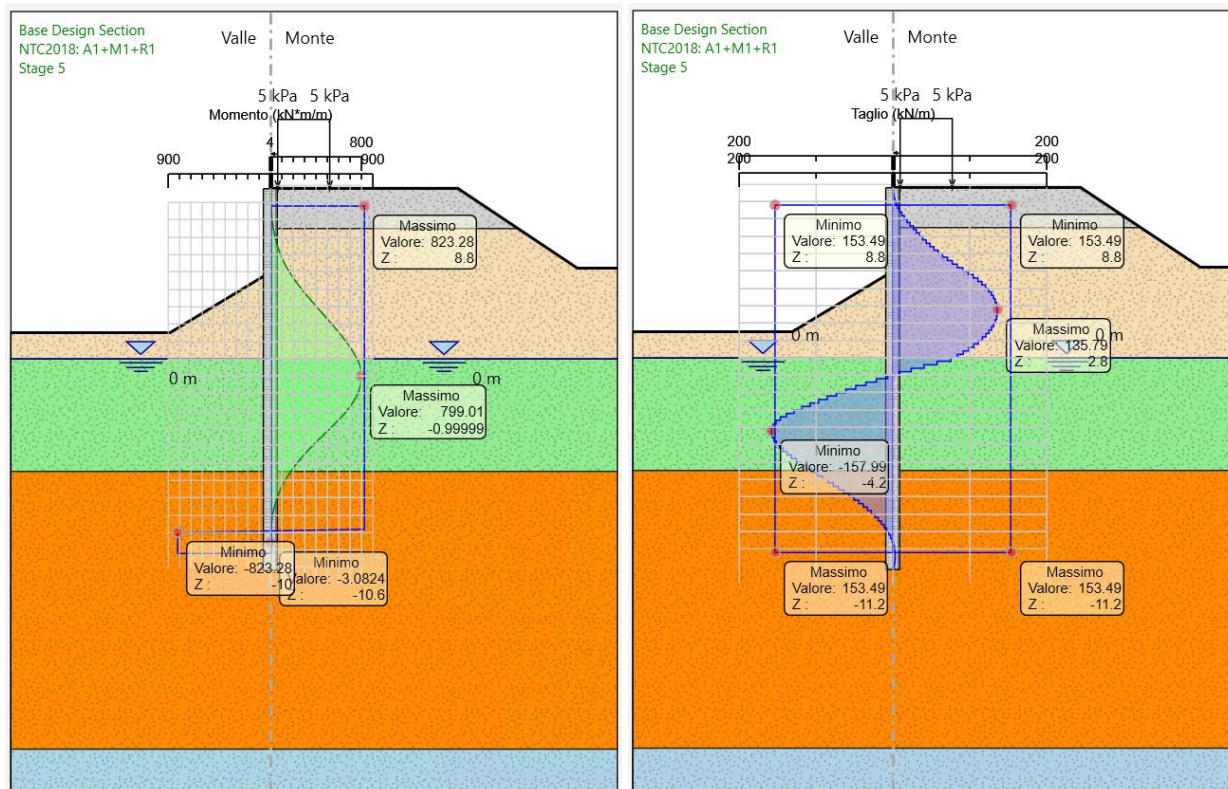 Base Design Section
NTC2018: A1+M1+R1
Stage 5
Valle
Monte
5 kPa 5 kPa
Momento (kN*m/m)
4
800
900
900
Massimo
Valore: 823.28
Z : 8.8
0 m
0 m
Massimo
Valore: 799.01
Z : -0.99999
Minimo
Valore: -823.28
Z : -10
Minimo
Valore: -3.0824
Z : -10.6
Base Design Section
NTC2018: A1+M1+R1
Stage 5
Valle
Monte
5 kPa 5 kPa
Taglio (kN/m)
200
200
200
200
Minimo
Valore: 153.49
Z : 8.8
Minimo
Valore: 153.49
Z : 8.8
0 m
0 m
Massimo
Valore: 135.79
Z : 2.8
Minimo
Valore: -157.99
Z : -4.2
Massimo
Valore: 153.49
Z : -11.2
Massimo
Valore: 153.49
Z : -11.2